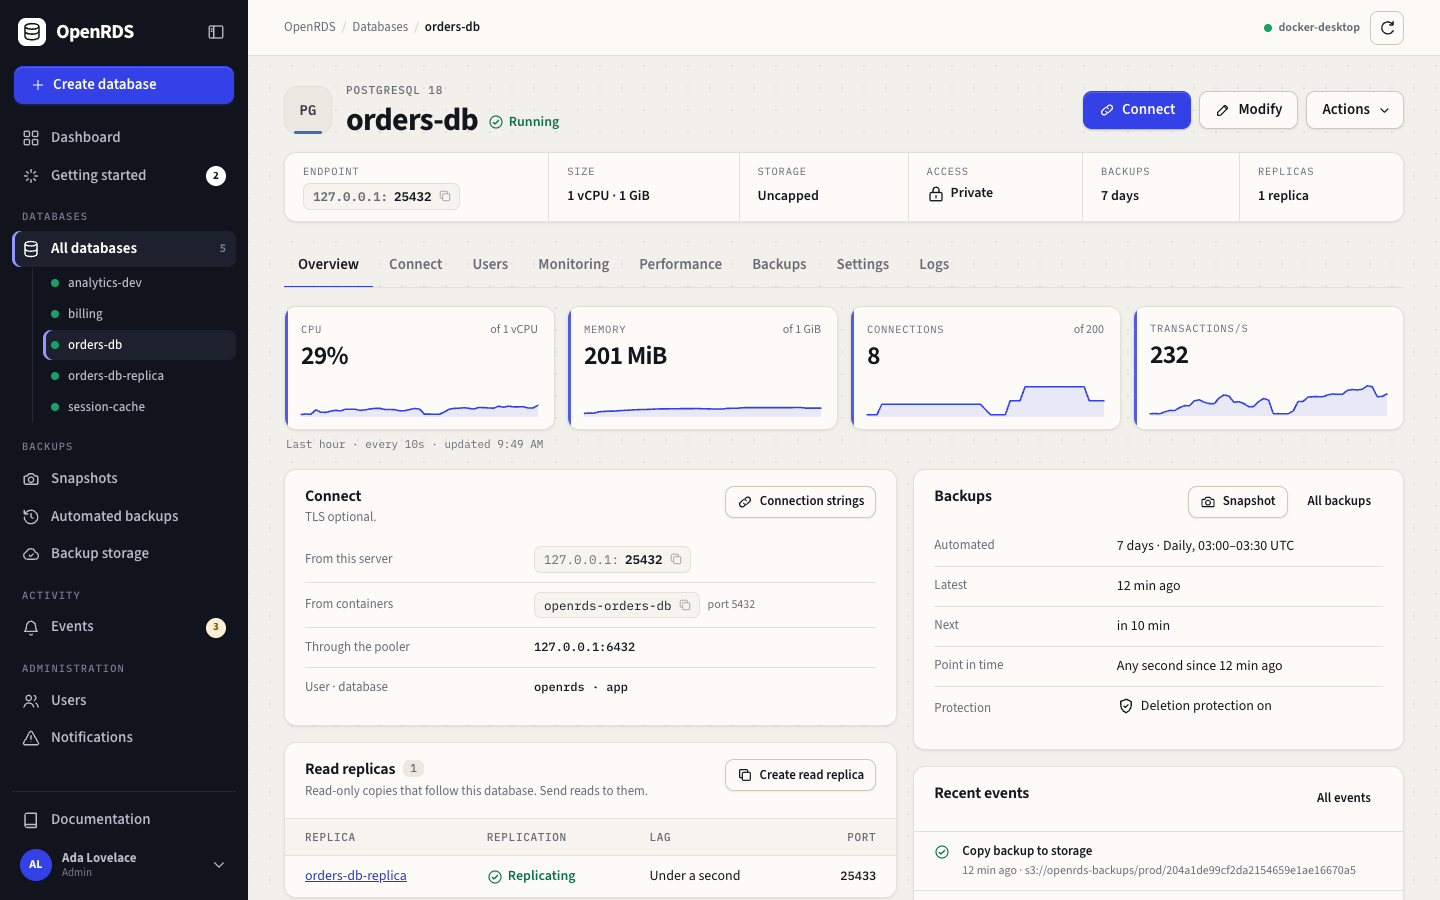 OpenRDS
Create database
Dashboard
Getting started 2
DATABASES
All databases 5
analytics-dev
billing
orders-db
orders-db-replica
session-cache
BACKUPS
Snapshots
Automated backups
Backup storage
ACTIVITY
Events 3
ADMINISTRATION
Users
Notifications
Documentation
AL Ada Lovelace
Admin
OpenRDS / Databases / orders-db
docker-desktop
PG
POSTGRESQL 18
orders-db Running
Connect Modify Actions
ENDPOINT SIZE STORAGE ACCESS BACKUPS REPLICAS
127.0.0.1: 25432 1 vCPU · 1 GiB Uncapped Private 7 days 1 replica
Overview Connect Users Monitoring Performance Backups Settings Logs
CPU of 1 vCPU
29%
MEMORY of 1 GiB
201 MiB
CONNECTIONS of 200
8
TRANSACTIONS/S
232
Last hour · every 10s · updated 9:49 AM
Connect
TLS optional.
Connection strings
From this server 127.0.0.1: 25432
From containers openrds-orders-db port 5432
Through the pooler 127.0.0.1:6432
User · database openrds · app
Read replicas 1
Read-only copies that follow this database. Send reads to them.
Create read replica
REPLICA REPLICATION LAG PORT
orders-db-replica Replicating Under a second 25433
Backups Snapshot All backups
Automated 7 days · Daily, 03:00–03:30 UTC
Latest 12 min ago
Next in 10 min
Point in time Any second since 12 min ago
Protection Deletion protection on
Recent events All events
Copy backup to storage
12 min ago · s3://openrds-backups/prod/204a1de99cf2da2154659e1ae16670a5